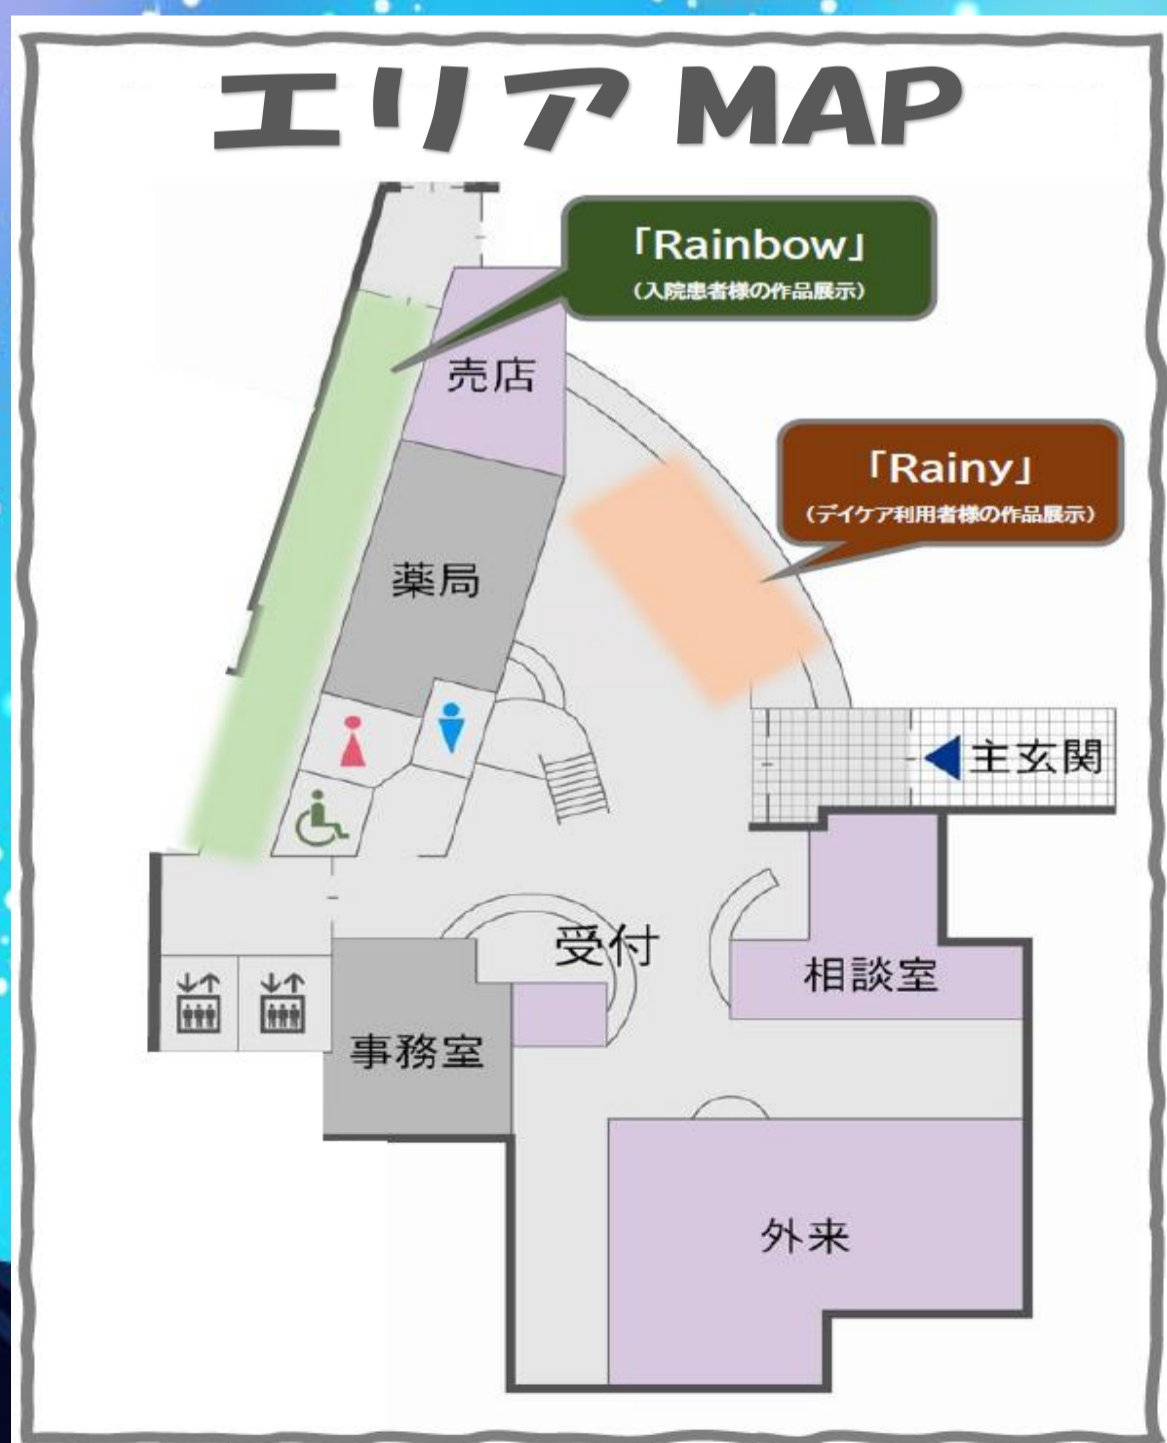 エリア MAP
「Rainbow」
（入院患者様の作品展示）
売店
「Rainy」
（デイケア利用者様の作品展示）
薬局
主玄関
受付
相談室
事務室
外来